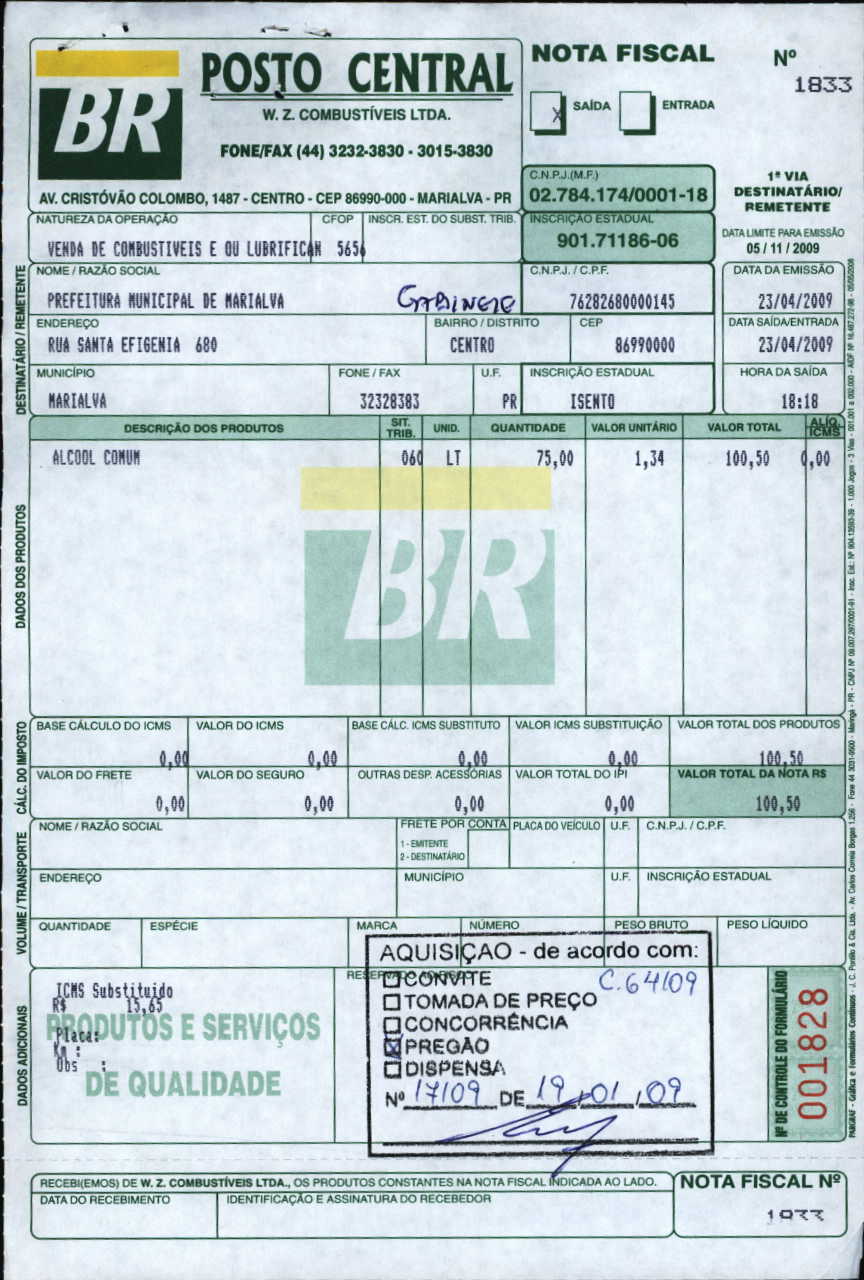 BR
POSTO CENTRAL
W. Z. COMBUSTÍVEIS LTDA.
FONE/FAX (44) 3232-3830 - 3015-3830
AV. CRISTÓVÃO COLOMBO, 1487 - CENTRO - CEP 86990-000 - MARIALVA - PR
NOTA FISCAL Nº
1833
X SAÍDA ENTRADA
C.N.P.J.(M.F.)
02.784.174/0001-18
1ª VIA
DESTINATÁRIO/
REMETENTE
NATUREZA DA OPERAÇÃO CFOP INSCR. EST. DO SUBST. TRIB. INSCRIÇÃO ESTADUAL
VENDA DE COMBUSTIVEIS E OU LUBRIFICAN 5656 901.71186-06
DATA LIMITE PARA EMISSÃO
05 / 11 / 2009
DESTINATÁRIO / REMETENTE
NOME / RAZÃO SOCIAL C.N.P.J. / C.P.F. DATA DA EMISSÃO
PREFEITURA MUNICIPAL DE MARIALVA GABINETE 76282680000145 23/04/2009
ENDEREÇO BAIRRO / DISTRITO CEP DATA SAÍDA/ENTRADA
RUA SANTA EFIGENIA 680 CENTRO 86990000 23/04/2009
MUNICÍPIO FONE / FAX U.F. INSCRIÇÃO ESTADUAL HORA DA SAÍDA
MARIALVA 32328383 PR ISENTO 18:18
DADOS DOS PRODUTOS
DESCRIÇÃO DOS PRODUTOS SIT. TRIB. UNID. QUANTIDADE VALOR UNITÁRIO VALOR TOTAL ALÍQ. ICMS
ALCOOL COMUM 060 LT 75,00 1,34 100,50 0,00
BR
CÁLC. DO IMPOSTO
BASE CÁLCULO DO ICMS VALOR DO ICMS BASE CÁLC. ICMS SUBSTITUTO VALOR ICMS SUBSTITUIÇÃO VALOR TOTAL DOS PRODUTOS
0,00 0,00 0,00 0,00 100,50
VALOR DO FRETE VALOR DO SEGURO OUTRAS DESP. ACESSÓRIAS VALOR TOTAL DO IPI VALOR TOTAL DA NOTA R$
0,00 0,00 0,00 0,00 100,50
VOLUME / TRANSPORTE
NOME / RAZÃO SOCIAL FRETE POR CONTA PLACA DO VEÍCULO U.F. C.N.P.J. / C.P.F.
1 - EMITENTE
2 - DESTINATÁRIO
ENDEREÇO MUNICÍPIO U.F. INSCRIÇÃO ESTADUAL
QUANTIDADE ESPÉCIE MARCA NÚMERO PESO BRUTO PESO LÍQUIDO
DADOS ADICIONAIS
ICMS Substituido
R$ 15,65
Placa:
Km :
Obs :
PRODUTOS E SERVIÇOS
DE QUALIDADE
RESERVADO AO FISCO
AQUISIÇAO - de acordo com:
CONVITE C.64109
TOMADA DE PREÇO
CONCORRÊNCIA
X PREGÃO
DISPENSA
Nº 17109 DE 19 / 01 / 09
Nº DE CONTROLE DO FORMULÁRIO
001828
RECEBI(EMOS) DE W. Z. COMBUSTÍVEIS LTDA., OS PRODUTOS CONSTANTES NA NOTA FISCAL INDICADA AO LADO.
DATA DO RECEBIMENTO IDENTIFICAÇÃO E ASSINATURA DO RECEBEDOR
NOTA FISCAL Nº
1833